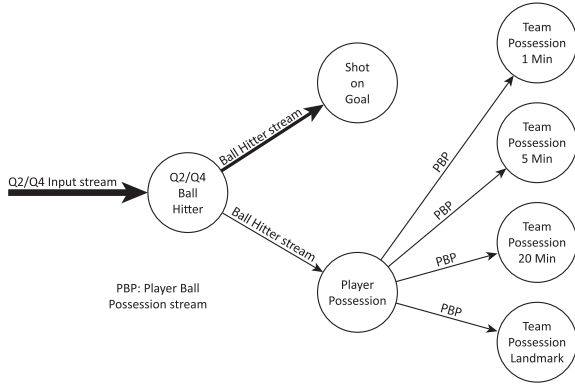 Team
Possession
1 Min
Shot
on
Goal
Ball Hitter stream
PBP
Team
Possession
5 Min
Q2/Q4 Input stream
Q2/Q4
Ball
Hitter
PBP
Ball Hitter stream
Team
Possession
20 Min
PBP
PBP: Player Ball
Possession stream
Player
Possession
PBP
Team
Possession
Landmark